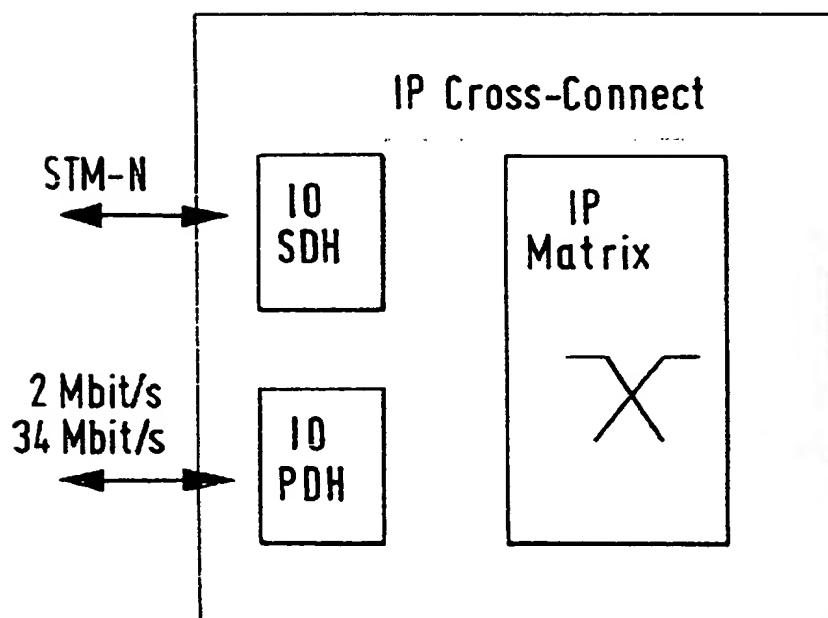 IP Cross-Connect
STM-N
IO
SDH
IP
Matrix
2 Mbit/s
34 Mbit/s
IO
PDH